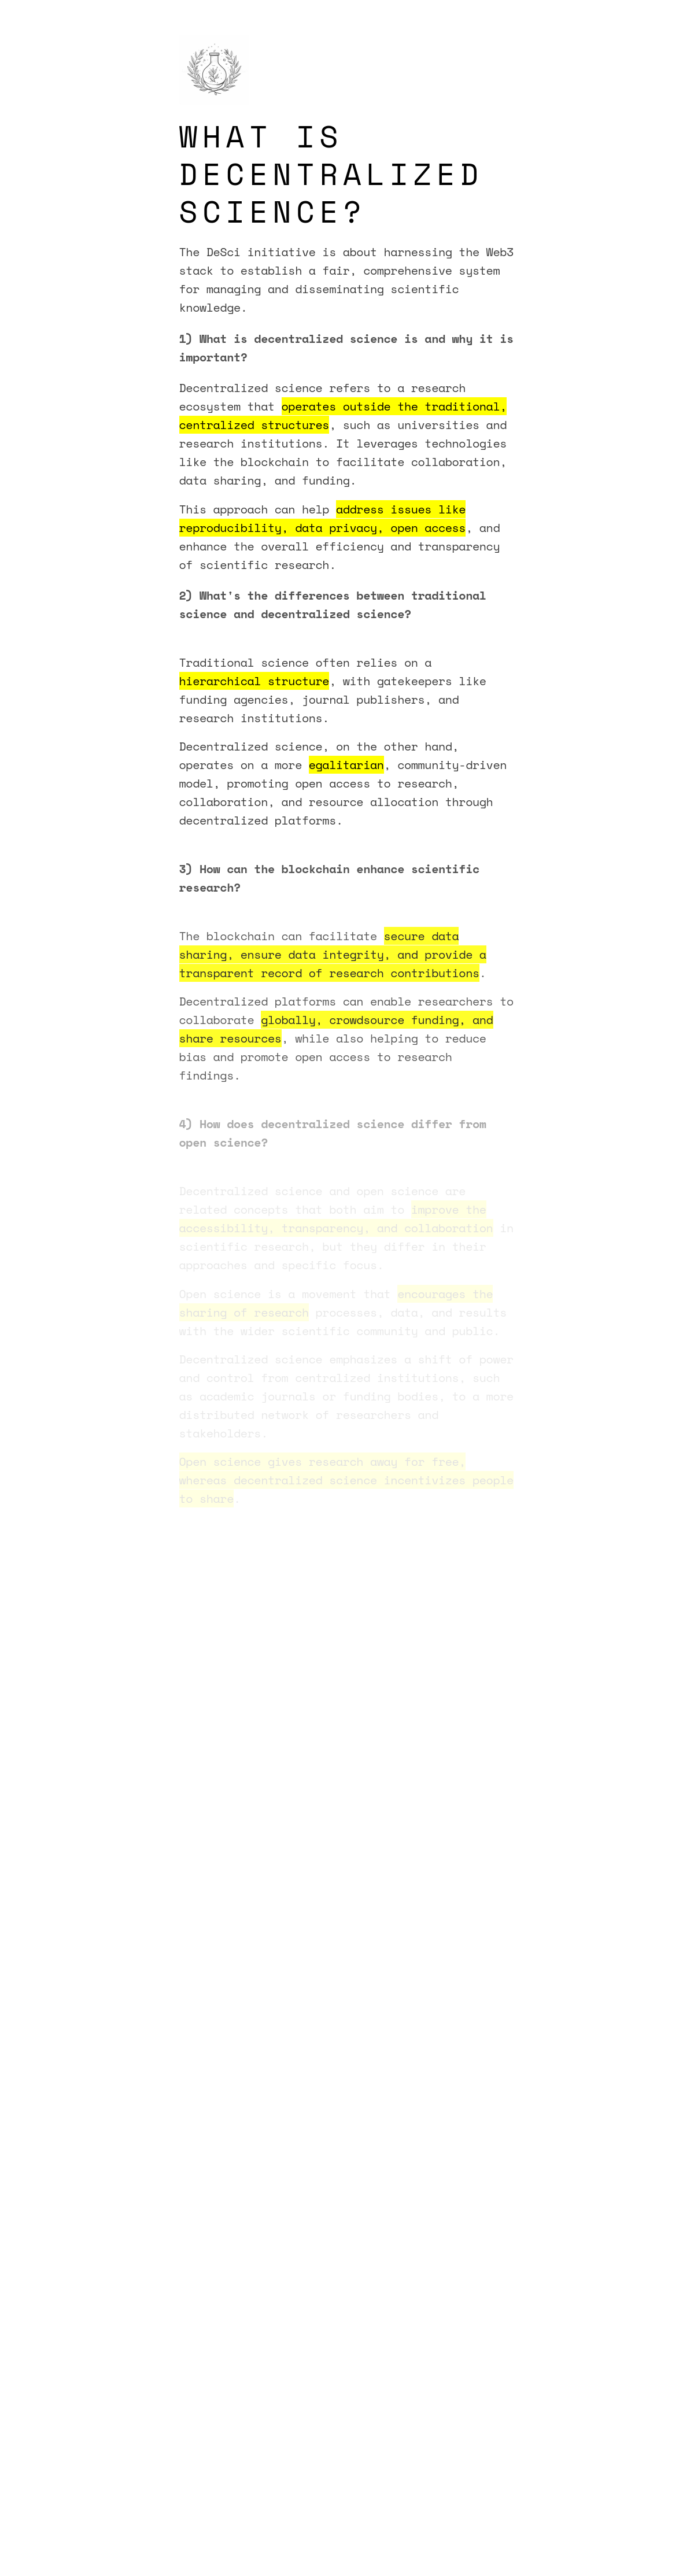 WHAT IS
DECENTRALIZED
SCIENCE?
The DeSci initiative is about harnessing the Web3
stack to establish a fair, comprehensive system
for managing and disseminating scientific
knowledge.
1) What is decentralized science is and why it is
important?
Decentralized science refers to a research
ecosystem that operates outside the traditional,
centralized structures, such as universities and
research institutions. It leverages technologies
like the blockchain to facilitate collaboration,
data sharing, and funding.
This approach can help address issues like
reproducibility, data privacy, open access, and
enhance the overall efficiency and transparency
of scientific research.
2) What's the differences between traditional
science and decentralized science?
Traditional science often relies on a
hierarchical structure, with gatekeepers like
funding agencies, journal publishers, and
research institutions.
Decentralized science, on the other hand,
operates on a more egalitarian, community-driven
model, promoting open access to research,
collaboration, and resource allocation through
decentralized platforms.
3) How can the blockchain enhance scientific
research?
The blockchain can facilitate secure data
sharing, ensure data integrity, and provide a
transparent record of research contributions.
Decentralized platforms can enable researchers to
collaborate globally, crowdsource funding, and
share resources, while also helping to reduce
bias and promote open access to research
findings.
4) How does decentralized science differ from
open science?
Decentralized science and open science are
related concepts that both aim to improve the
accessibility, transparency, and collaboration in
scientific research, but they differ in their
approaches and specific focus.
Open science is a movement that encourages the
sharing of research processes, data, and results
with the wider scientific community and public.
Decentralized science emphasizes a shift of power
and control from centralized institutions, such
as academic journals or funding bodies, to a more
distributed network of researchers and
stakeholders.
Open science gives research away for free,
whereas decentralized science incentivizes people
to share.